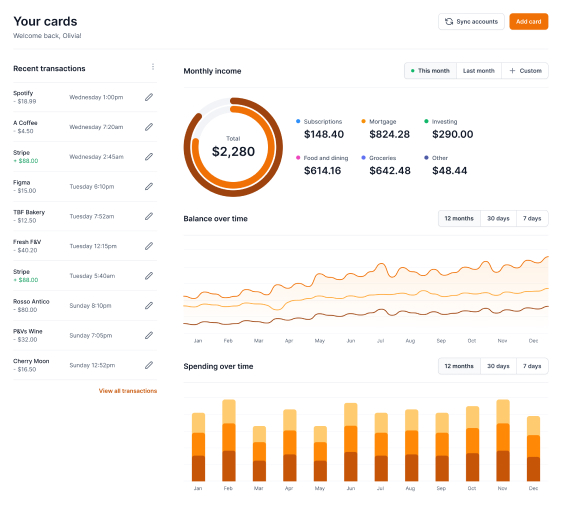 Your cards
Welcome back, Olivia!
Sync accounts
Add card
Recent transactions
Spotify
- $18.99
Wednesday 1:00pm
A Coffee
- $4.50
Wednesday 7:20am
Stripe
+ $88.00
Wednesday 2:45am
Figma
- $15.00
Tuesday 6:10pm
TBF Bakery
- $12.50
Tuesday 7:52am
Fresh F&V
- $40.20
Tuesday 12:15pm
Stripe
+ $88.00
Tuesday 5:40am
Rosso Antico
- $80.00
Sunday 8:10pm
P&Vs Wine
- $32.00
Sunday 7:05pm
Cherry Moon
- $16.50
Sunday 12:52pm
View all transactions
Monthly income
This month
Last month
Custom
Total
$2,280
Subscriptions
$148.40
Mortgage
$824.28
Investing
$290.00
Food and dining
$614.16
Groceries
$642.48
Other
$48.44
Balance over time
12 months
30 days
7 days
Jan Feb Mar Apr May Jun Jul Aug Sep Oct Nov Dec
Spending over time
12 months
30 days
7 days
Jan Feb Mar Apr May Jun Jul Aug Sep Oct Nov Dec